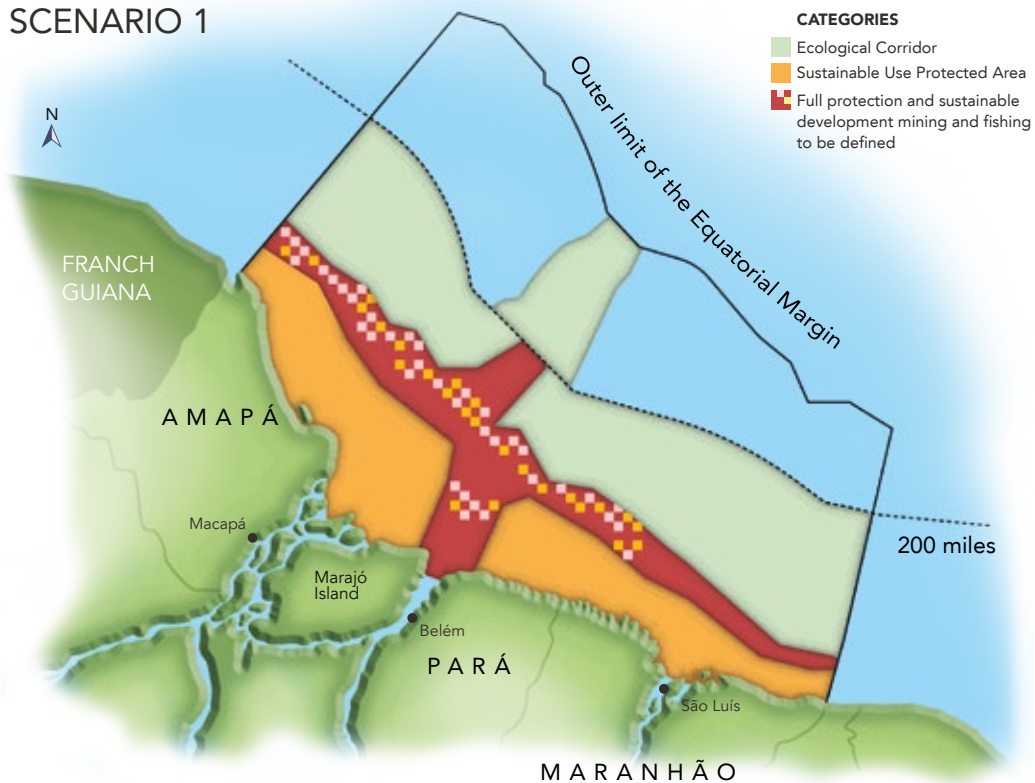 SCENARIO 1
CATEGORIES
Ecological Corridor
Sustainable Use Protected Area
Full protection and sustainable
development mining and fishing
to be defined
N
Outer limit of the Equatorial Margin
FRANCH
GUIANA
AMAPÁ
Macapá
200 miles
Marajó
Island
Belém
PARÁ
São Luís
MARANHÃO